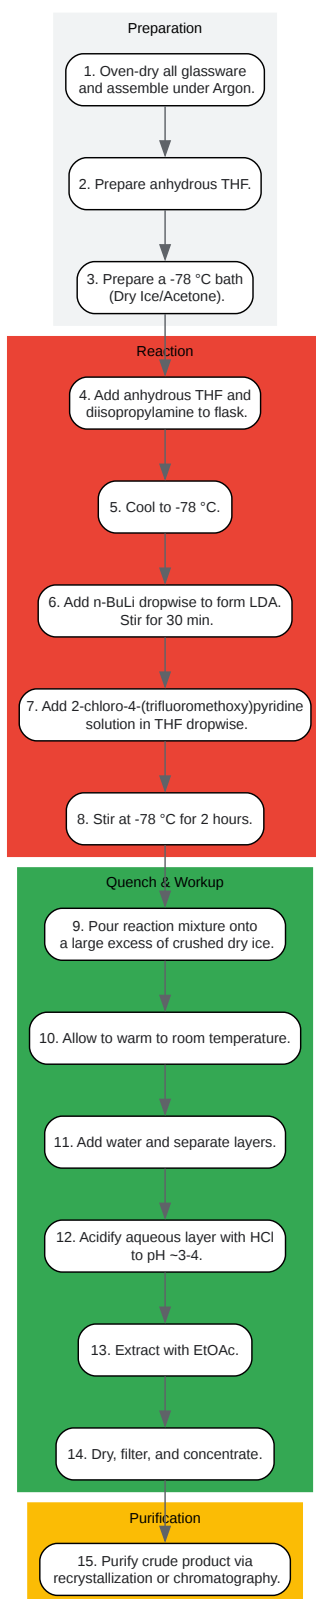 Preparation
1. Oven-dry all glassware
and assemble under Argon.
2. Prepare anhydrous THF.
3. Prepare a -78 °C bath
(Dry Ice/Acetone).
Reaction
4. Add anhydrous THF and
diisopropylamine to flask.
5. Cool to -78 °C.
6. Add n-BuLi dropwise to form LDA.
Stir for 30 min.
7. Add 2-chloro-4-(trifluoromethoxy)pyridine
solution in THF dropwise.
8. Stir at -78 °C for 2 hours.
Quench & Workup
9. Pour reaction mixture onto
a large excess of crushed dry ice.
10. Allow to warm to room temperature.
11. Add water and separate layers.
12. Acidify aqueous layer with HCl
to pH ~3-4.
13. Extract with EtOAc.
14. Dry, filter, and concentrate.
Purification
15. Purify crude product via
recrystallization or chromatography.